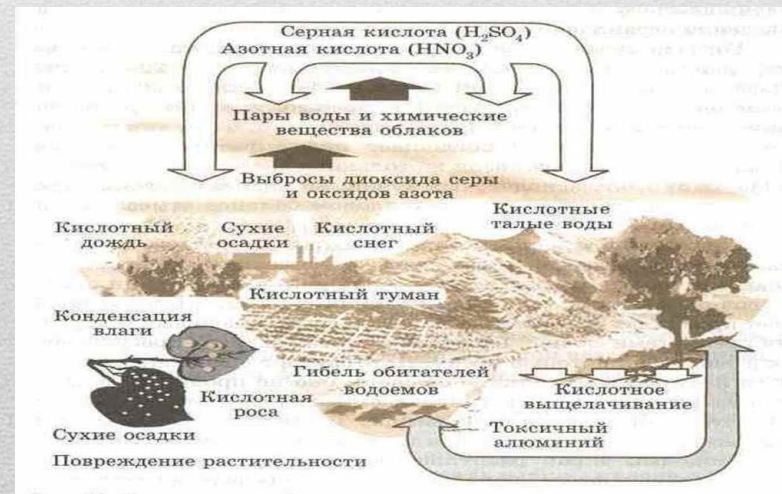 Серная кислота (H₂SO₄)
Азотная кислота (HNO₃)
Пары воды и химические
вещества облаков
Выбросы диоксида серы
и оксидов азота
Кислотный
дождь
Сухие
осадки
Кислотный
снег
Кислотные
талые воды
Кислотный туман
Конденсация
влаги
Кислотная
роса
Сухие осадки
Гибель обитателей
водоемов
Кислотное
выщелачивание
Токсичный
алюминий
Повреждение растительности